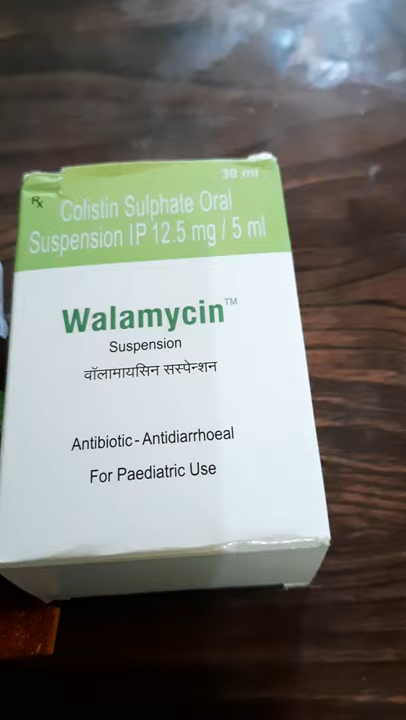 30 ml
Rx Colistin Sulphate Oral
Suspension IP 12.5 mg / 5 ml
Walamycin™
Suspension
वॉलामायसिन सस्पेन्शन
Antibiotic - Antidiarrhoeal
For Paediatric Use